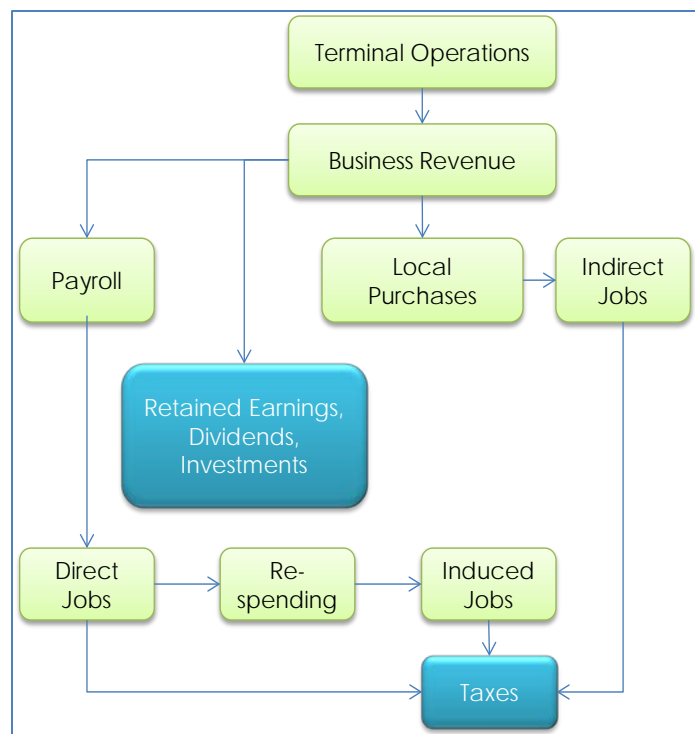 Terminal Operations
Business Revenue
Payroll
Local
Purchases
Indirect
Jobs
Retained Earnings,
Dividends,
Investments
Direct
Jobs
Re-
spending
Induced
Jobs
Taxes